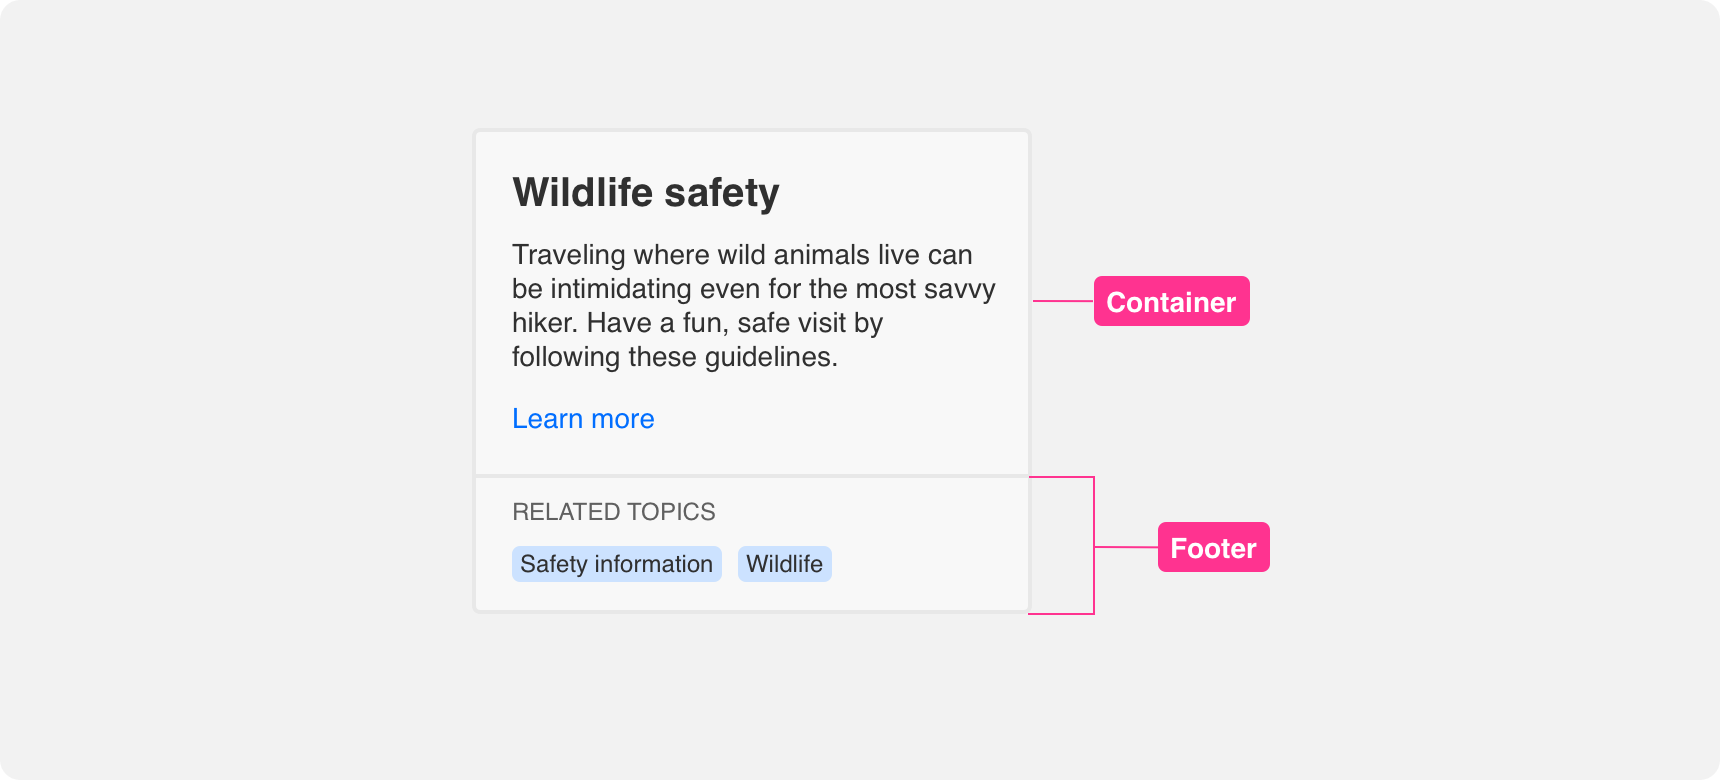 Wildlife safety
Traveling where wild animals live can
be intimidating even for the most savvy
hiker. Have a fun, safe visit by
following these guidelines.
Learn more
Container
RELATED TOPICS
Safety information Wildlife
Footer